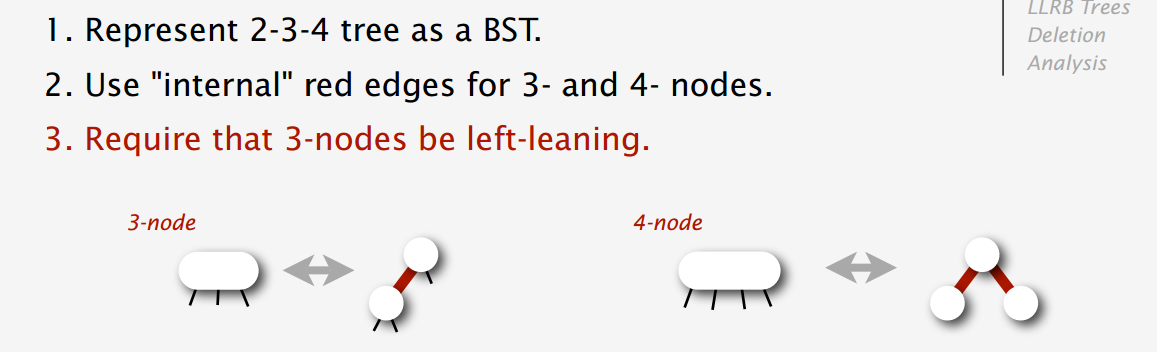 LLRB Trees
Deletion
Analysis
1. Represent 2-3-4 tree as a BST.
2. Use "internal" red edges for 3- and 4- nodes.
3. Require that 3-nodes be left-leaning.
3-node
4-node